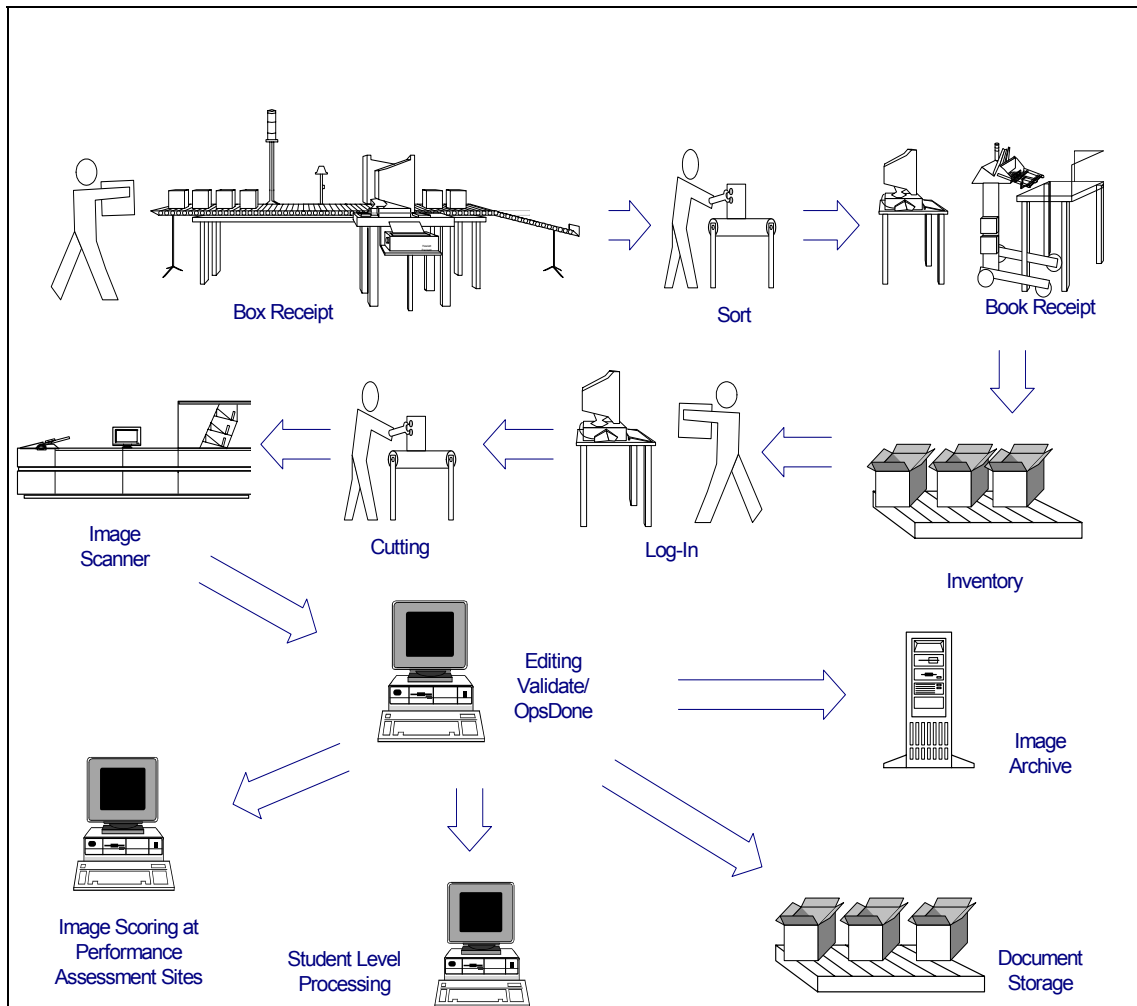 Box Receipt
Sort
Book Receipt
Image
Scanner
Cutting
Log-In
Inventory
Editing
Validate/
OpsDone
Image
Archive
Image Scoring at
Performance
Assessment Sites
Student Level
Processing
Document
Storage